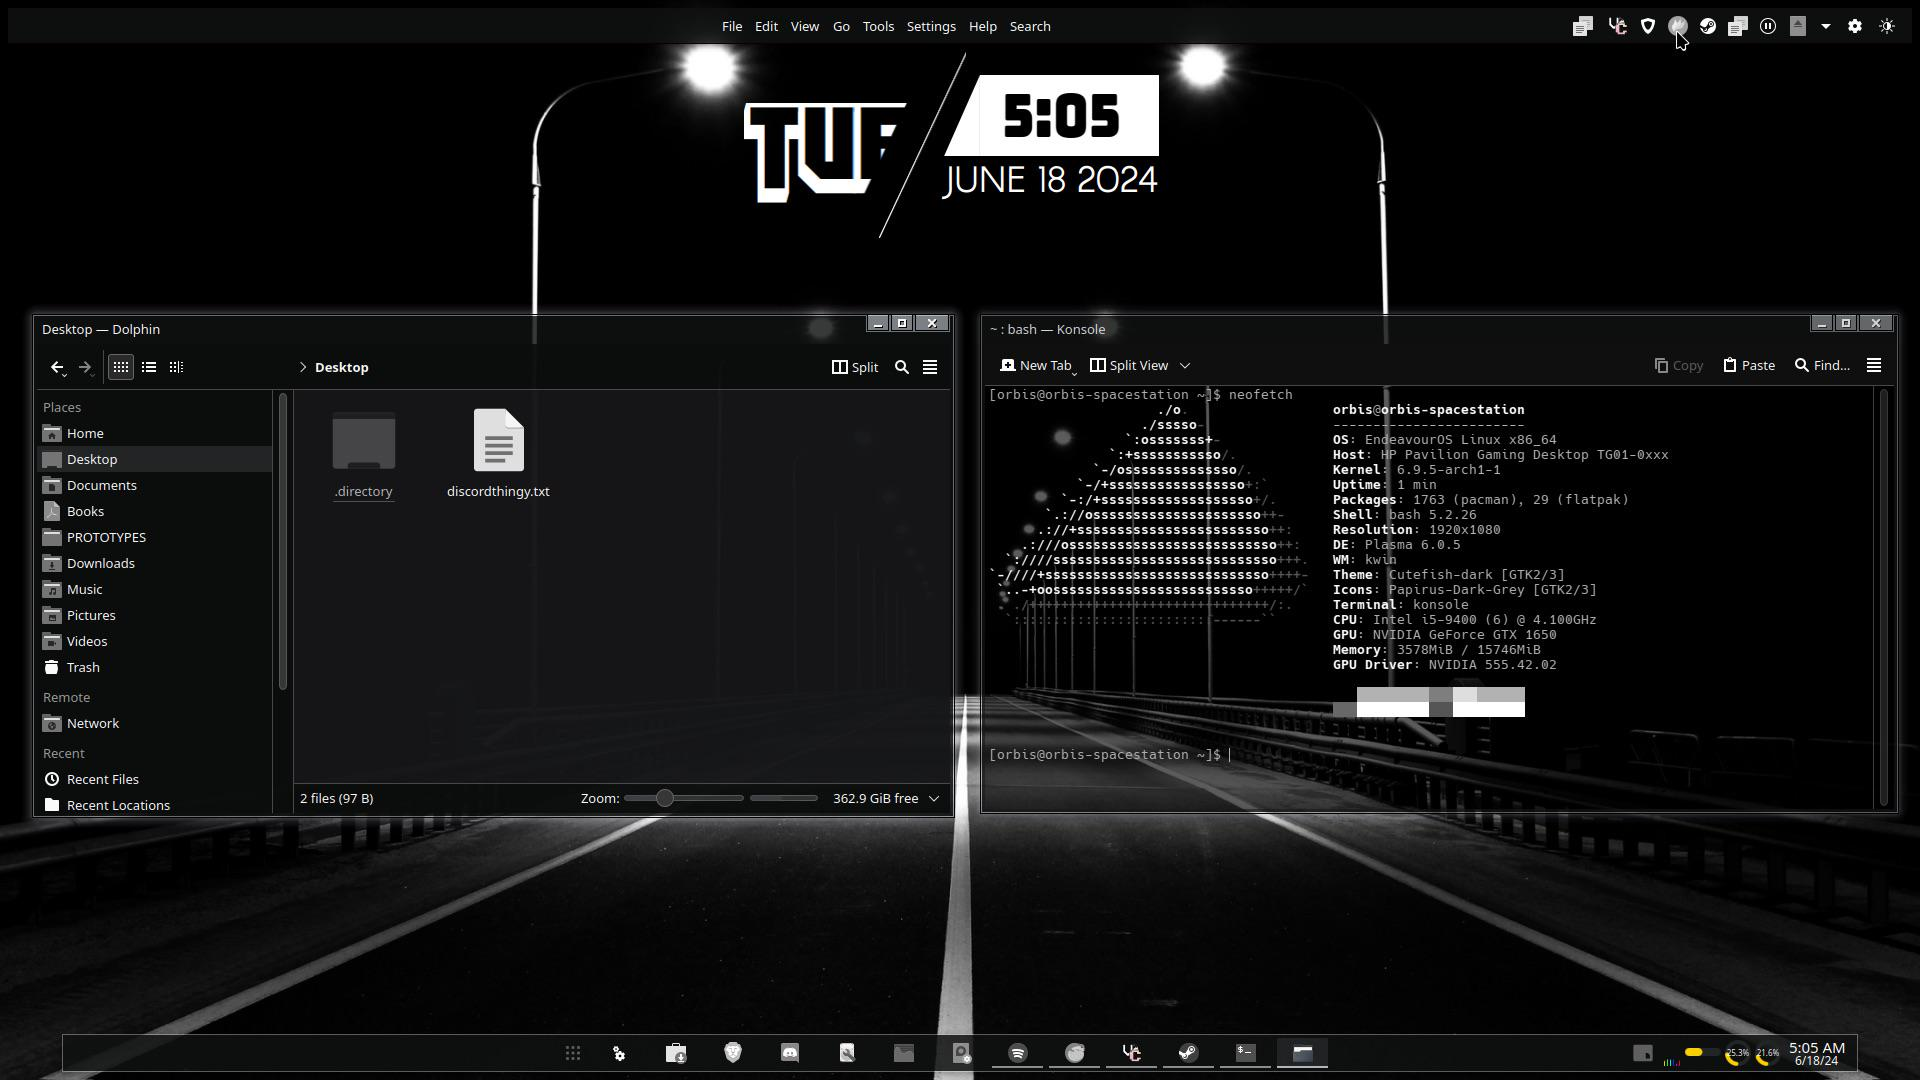 File Edit View Go Tools Settings Help Search
TUE
5:05
JUNE 18 2024
Desktop — Dolphin
Desktop
Split
Places
Home
Desktop
Documents
Books
PROTOTYPES
Downloads
Music
Pictures
Videos
Trash
Remote
Network
Recent
Recent Files
Recent Locations
.directory
discordthingy.txt
2 files (97 B)
Zoom:
362.9 GiB free
~ : bash — Konsole
New Tab
Split View
Copy
Paste
Find...
[orbis@orbis-spacestation ~]$ neofetch
orbis@orbis-spacestation
------------------------
OS: EndeavourOS Linux x86_64
Host: HP Pavilion Gaming Desktop TG01-0xxx
Kernel: 6.9.5-arch1-1
Uptime: 1 min
Packages: 1763 (pacman), 29 (flatpak)
Shell: bash 5.2.26
Resolution: 1920x1080
DE: Plasma 6.0.5
WM: kwin
Theme: Cutefish-dark [GTK2/3]
Icons: Papirus-Dark-Grey [GTK2/3]
Terminal: konsole
CPU: Intel i5-9400 (6) @ 4.100GHz
GPU: NVIDIA GeForce GTX 1650
Memory: 3578MiB / 15746MiB
GPU Driver: NVIDIA 555.42.02
[orbis@orbis-spacestation ~]$
25.3%
21.6%
5:05 AM
6/18/24